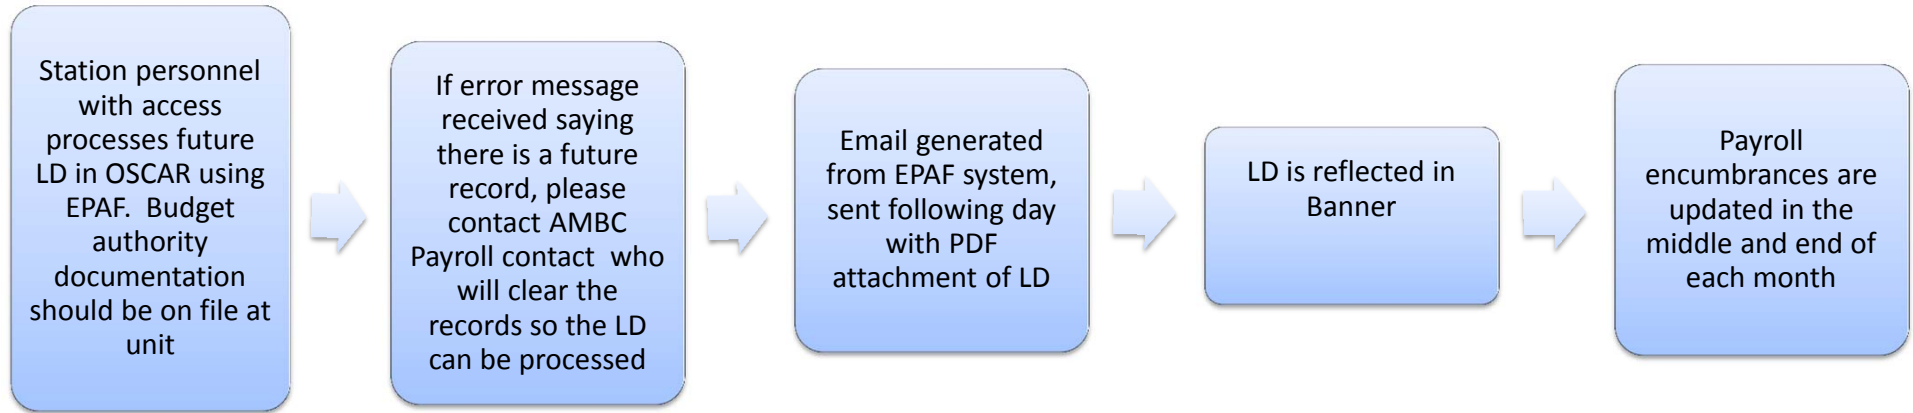 Station personnel
with access
processes future
LD in OSCAR using
EPAF.  Budget
authority
documentation
should be on file at
unit
If error message
received saying
there is a future
record, please
contact AMBC
Payroll contact  who
will clear the
records so the LD
can be processed
Email generated
from EPAF system,
sent following day
with PDF
attachment of LD
LD is reflected in
Banner
Payroll
encumbrances are
updated in the
middle and end of
each month